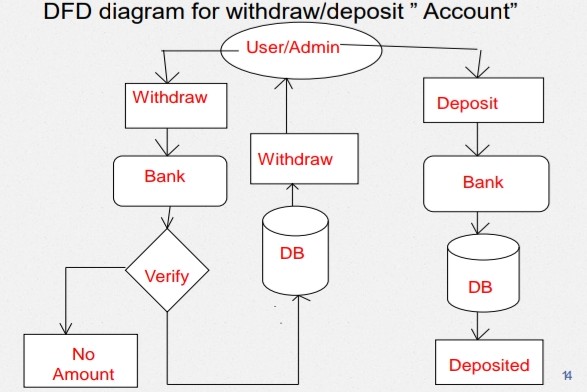 DFD diagram for withdraw/deposit ” Account”
User/Admin
Withdraw
Deposit
Withdraw
Bank
Bank
DB
Verify
DB
No
Amount
Deposited
14